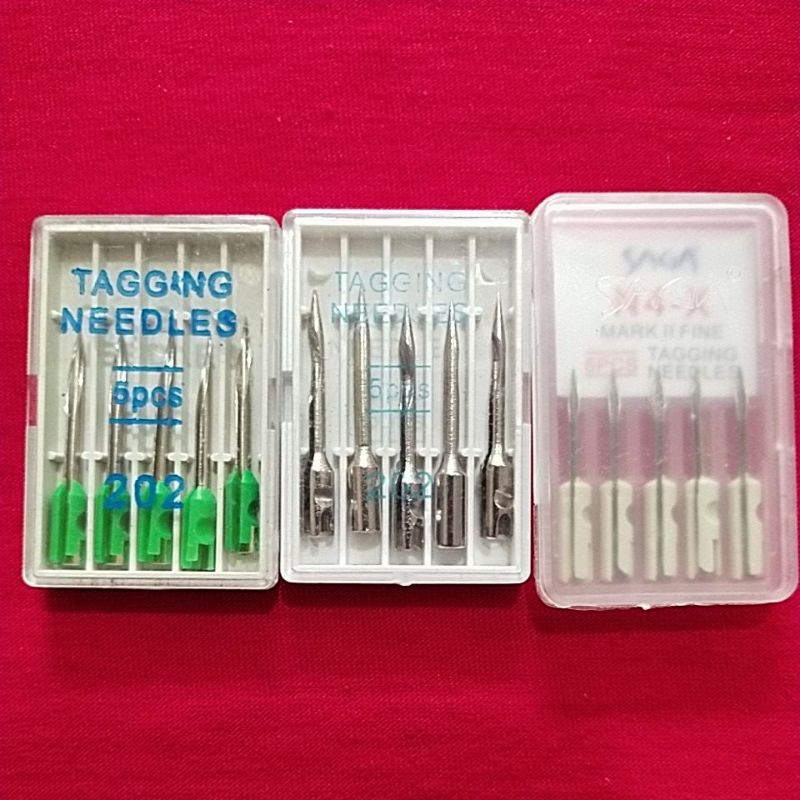 TAGGING
NEEDLES
5pcs
202
TAGGING
NEEDLES
5pcs
202
SAGA
MARK II FINE
5PCS TAGGING
NEEDLES